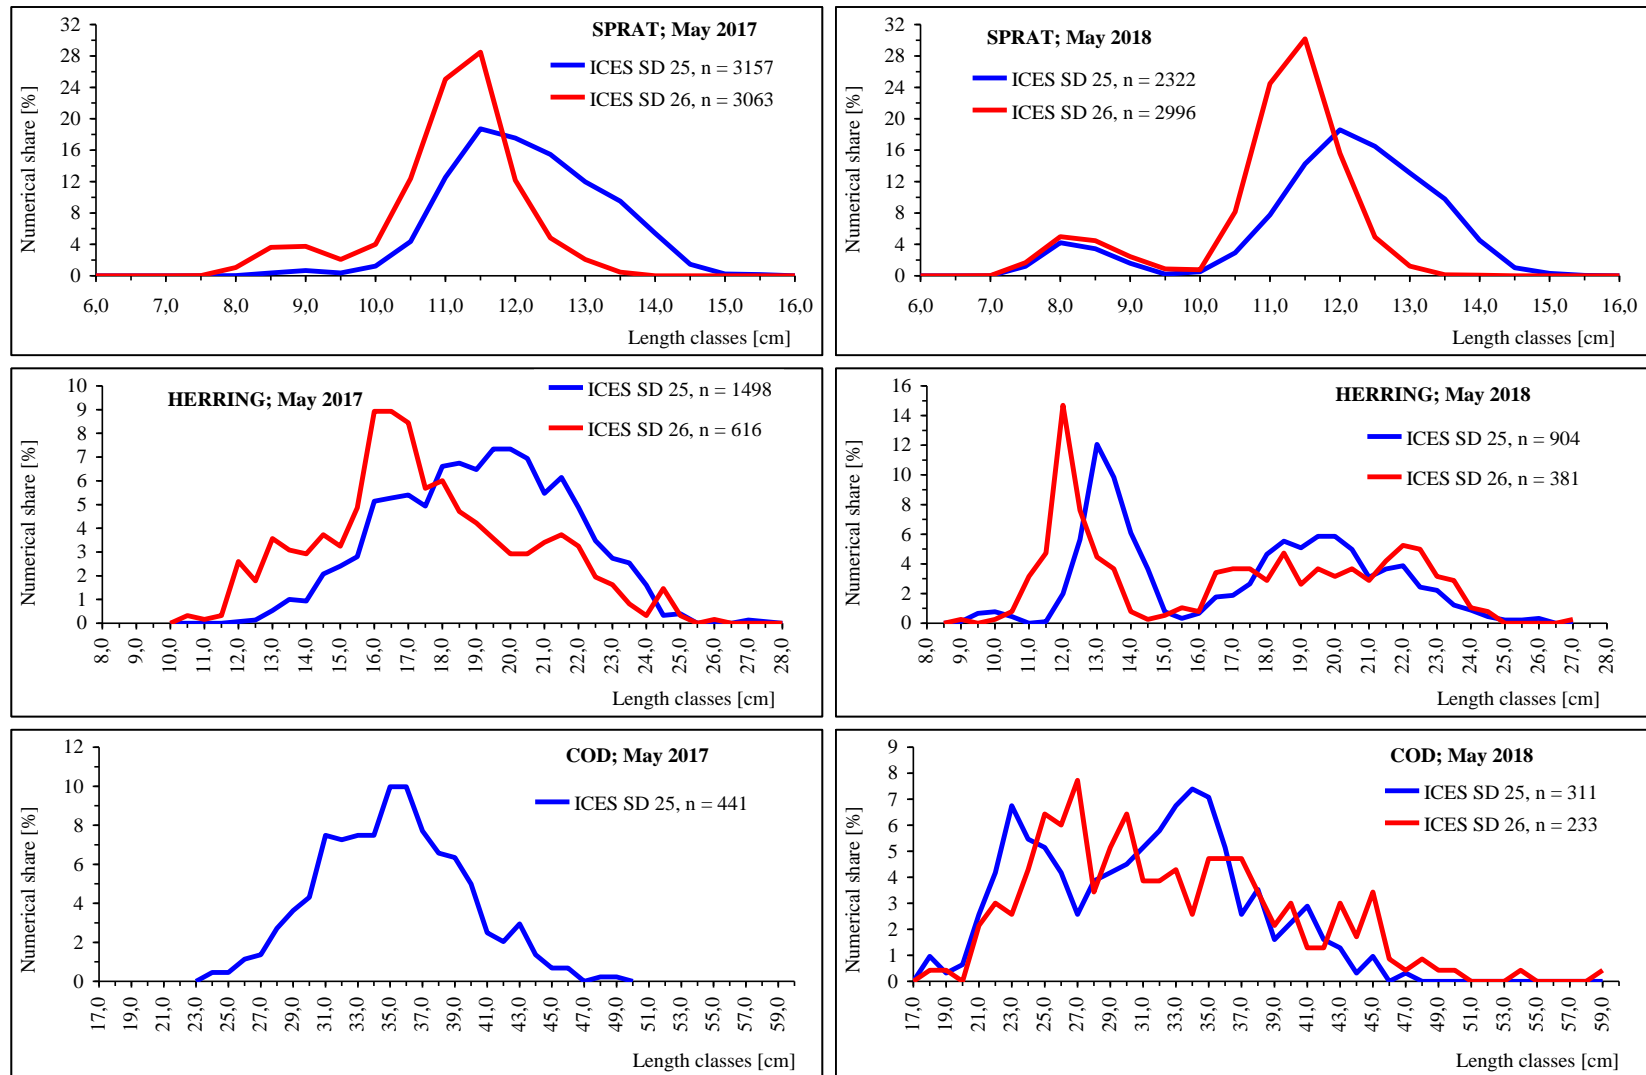 SPRAT; May 2017
ICES SD 25, n = 3157
ICES SD 26, n = 3063
Numerical share [%]
32
28
24
20
16
12
8
4
0
6,0 7,0 8,0 9,0 10,0 11,0 12,0 13,0 14,0 15,0 16,0
Length classes [cm]
SPRAT; May 2018
ICES SD 25, n = 2322
ICES SD 26, n = 2996
Numerical share [%]
32
28
24
20
16
12
8
4
0
6,0 7,0 8,0 9,0 10,0 11,0 12,0 13,0 14,0 15,0 16,0
Length classes [cm]
HERRING; May 2017
ICES SD 25, n = 1498
ICES SD 26, n = 616
Numerical share [%]
10
9
8
7
6
5
4
3
2
1
0
8,0 9,0 10,0 11,0 12,0 13,0 14,0 15,0 16,0 17,0 18,0 19,0 20,0 21,0 22,0 23,0 24,0 25,0 26,0 27,0 28,0
Length classes [cm]
HERRING; May 2018
ICES SD 25, n = 904
ICES SD 26, n = 381
Numerical share [%]
16
14
12
10
8
6
4
2
0
8,0 9,0 10,0 11,0 12,0 13,0 14,0 15,0 16,0 17,0 18,0 19,0 20,0 21,0 22,0 23,0 24,0 25,0 26,0 27,0 28,0
Length classes [cm]
COD; May 2017
ICES SD 25, n = 441
Numerical share [%]
12
10
8
6
4
2
0
17,0 19,0 21,0 23,0 25,0 27,0 29,0 31,0 33,0 35,0 37,0 39,0 41,0 43,0 45,0 47,0 49,0 51,0 53,0 55,0 57,0 59,0
Length classes [cm]
COD; May 2018
ICES SD 25, n = 311
ICES SD 26, n = 233
Numerical share [%]
9
8
7
6
5
4
3
2
1
0
17,0 19,0 21,0 23,0 25,0 27,0 29,0 31,0 33,0 35,0 37,0 39,0 41,0 43,0 45,0 47,0 49,0 51,0 53,0 55,0 57,0 59,0
Length classes [cm]